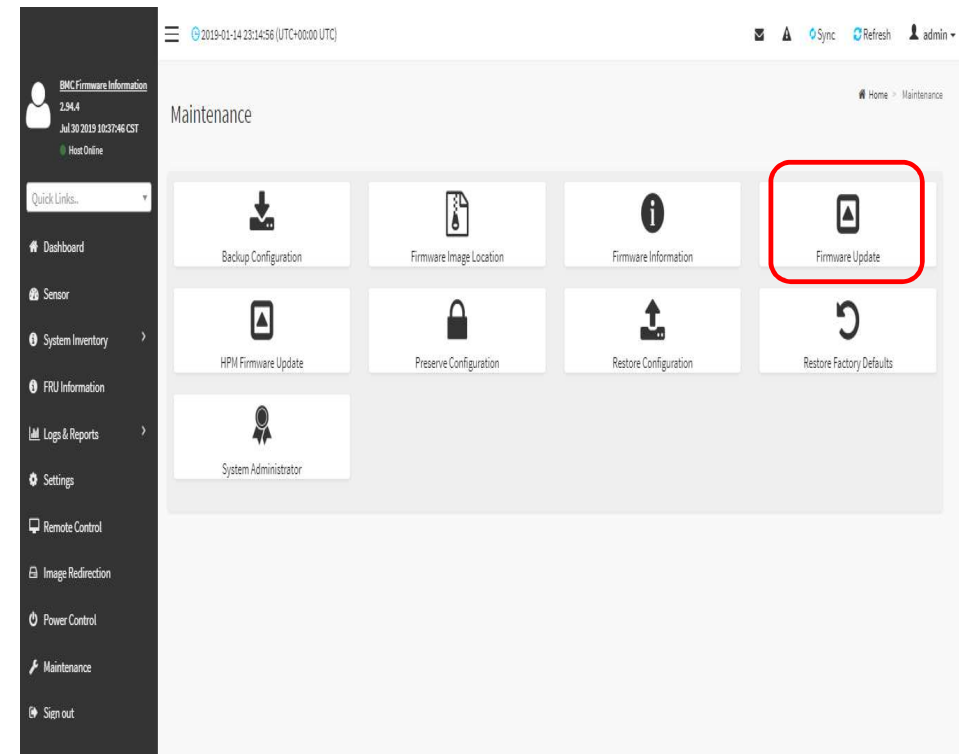 2019-01-14 23:14:56 (UTC+00:00 UTC)
Sync Refresh admin
BMC Firmware Information
2.94.4
Jul 30 2019 10:37:46 CST
Host Online
Quick Links..
Dashboard
Sensor
System Inventory
FRU Information
Logs & Reports
Settings
Remote Control
Image Redirection
Power Control
Maintenance
Sign out
Home > Maintenance
Maintenance
Backup Configuration
Firmware Image Location
Firmware Information
Firmware Update
HPM Firmware Update
Preserve Configuration
Restore Configuration
Restore Factory Defaults
System Administrator